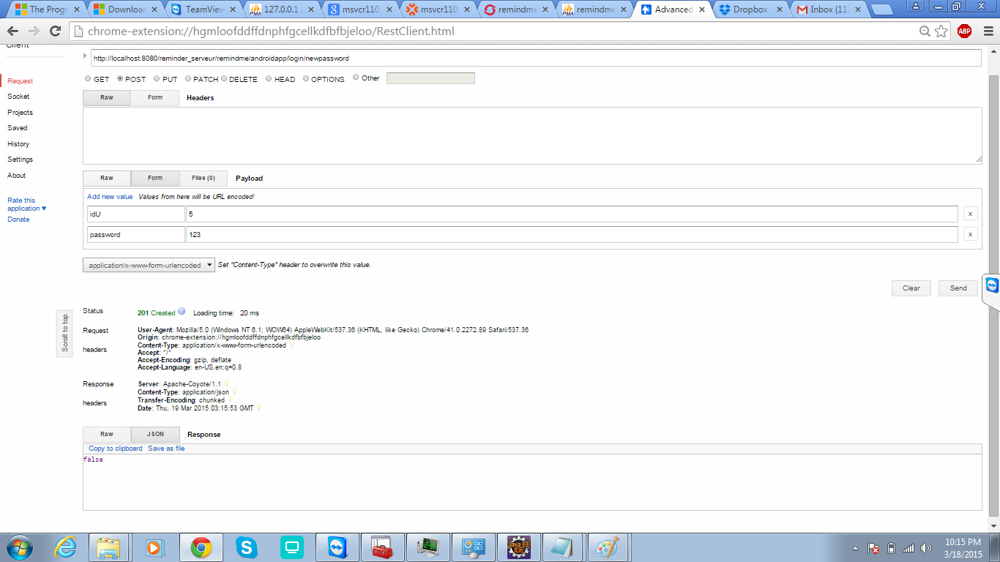 The Progr
Downloa
TeamView
127.0.0.1
msvcr110.
msvcr110
remindme
remindme
Advanced
Dropbox
Inbox (11
chrome-extension://hgmloofddffdnphfgcellkdfbfbjeloo/RestClient.html
ABP
Client
http://localhost:8080/reminder_serveur/remindme/androidapp/login/newpassword
GET POST PUT PATCH DELETE HEAD OPTIONS Other
Request
Socket
Projects
Saved
History
Settings
About
Rate this
application ♥
Donate
Raw Form Headers
Raw Form Files (0) Payload
Add new value Values from here will be URL encoded!
idU 5 x
password 123 x
application/x-www-form-urlencoded Set "Content-Type" header to overwrite this value.
Clear Send
Scroll to top
Status 201 Created Loading time: 20 ms
Request
headers
User-Agent: Mozilla/5.0 (Windows NT 6.1; WOW64) AppleWebKit/537.36 (KHTML, like Gecko) Chrome/41.0.2272.89 Safari/537.36
Origin: chrome-extension://hgmloofddffdnphfgcellkdfbfbjeloo
Content-Type: application/x-www-form-urlencoded
Accept: */*
Accept-Encoding: gzip, deflate
Accept-Language: en-US,en;q=0.8
Response
headers
Server: Apache-Coyote/1.1
Content-Type: application/json
Transfer-Encoding: chunked
Date: Thu, 19 Mar 2015 03:15:53 GMT
Raw JSON Response
Copy to clipboard Save as file
false
Java EE
IDE
10:15 PM
3/18/2015